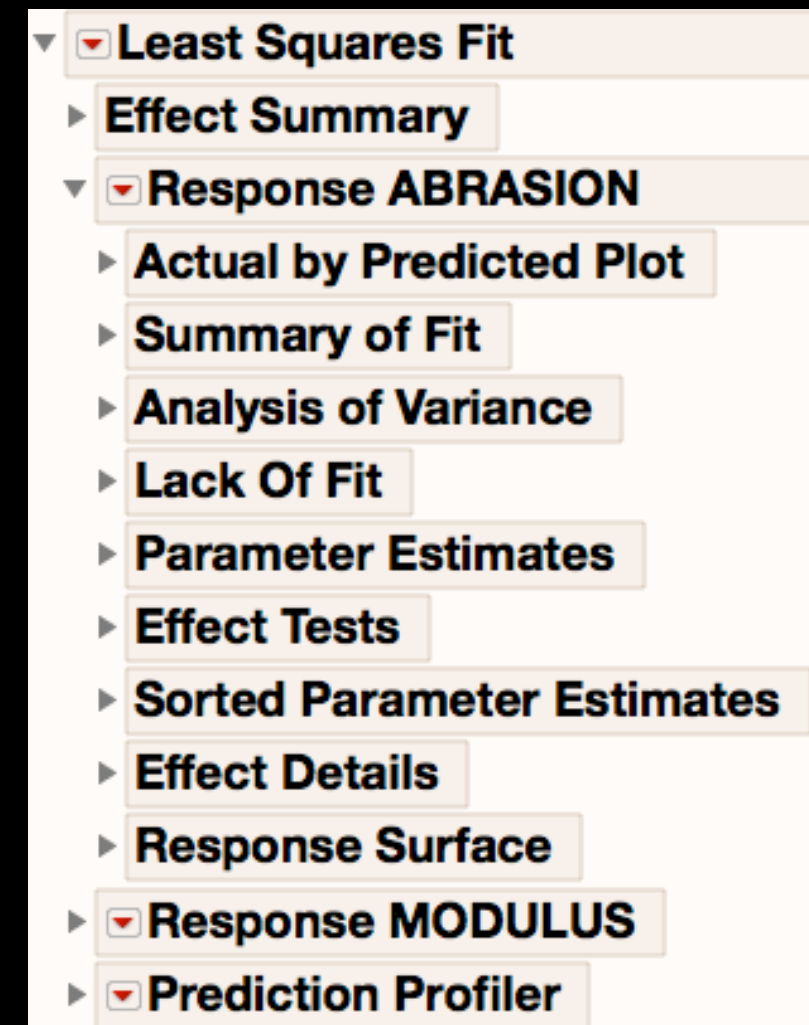 Least Squares Fit
Effect Summary
Response ABRASION
Actual by Predicted Plot
Summary of Fit
Analysis of Variance
Lack Of Fit
Parameter Estimates
Effect Tests
Sorted Parameter Estimates
Effect Details
Response Surface
Response MODULUS
Prediction Profiler